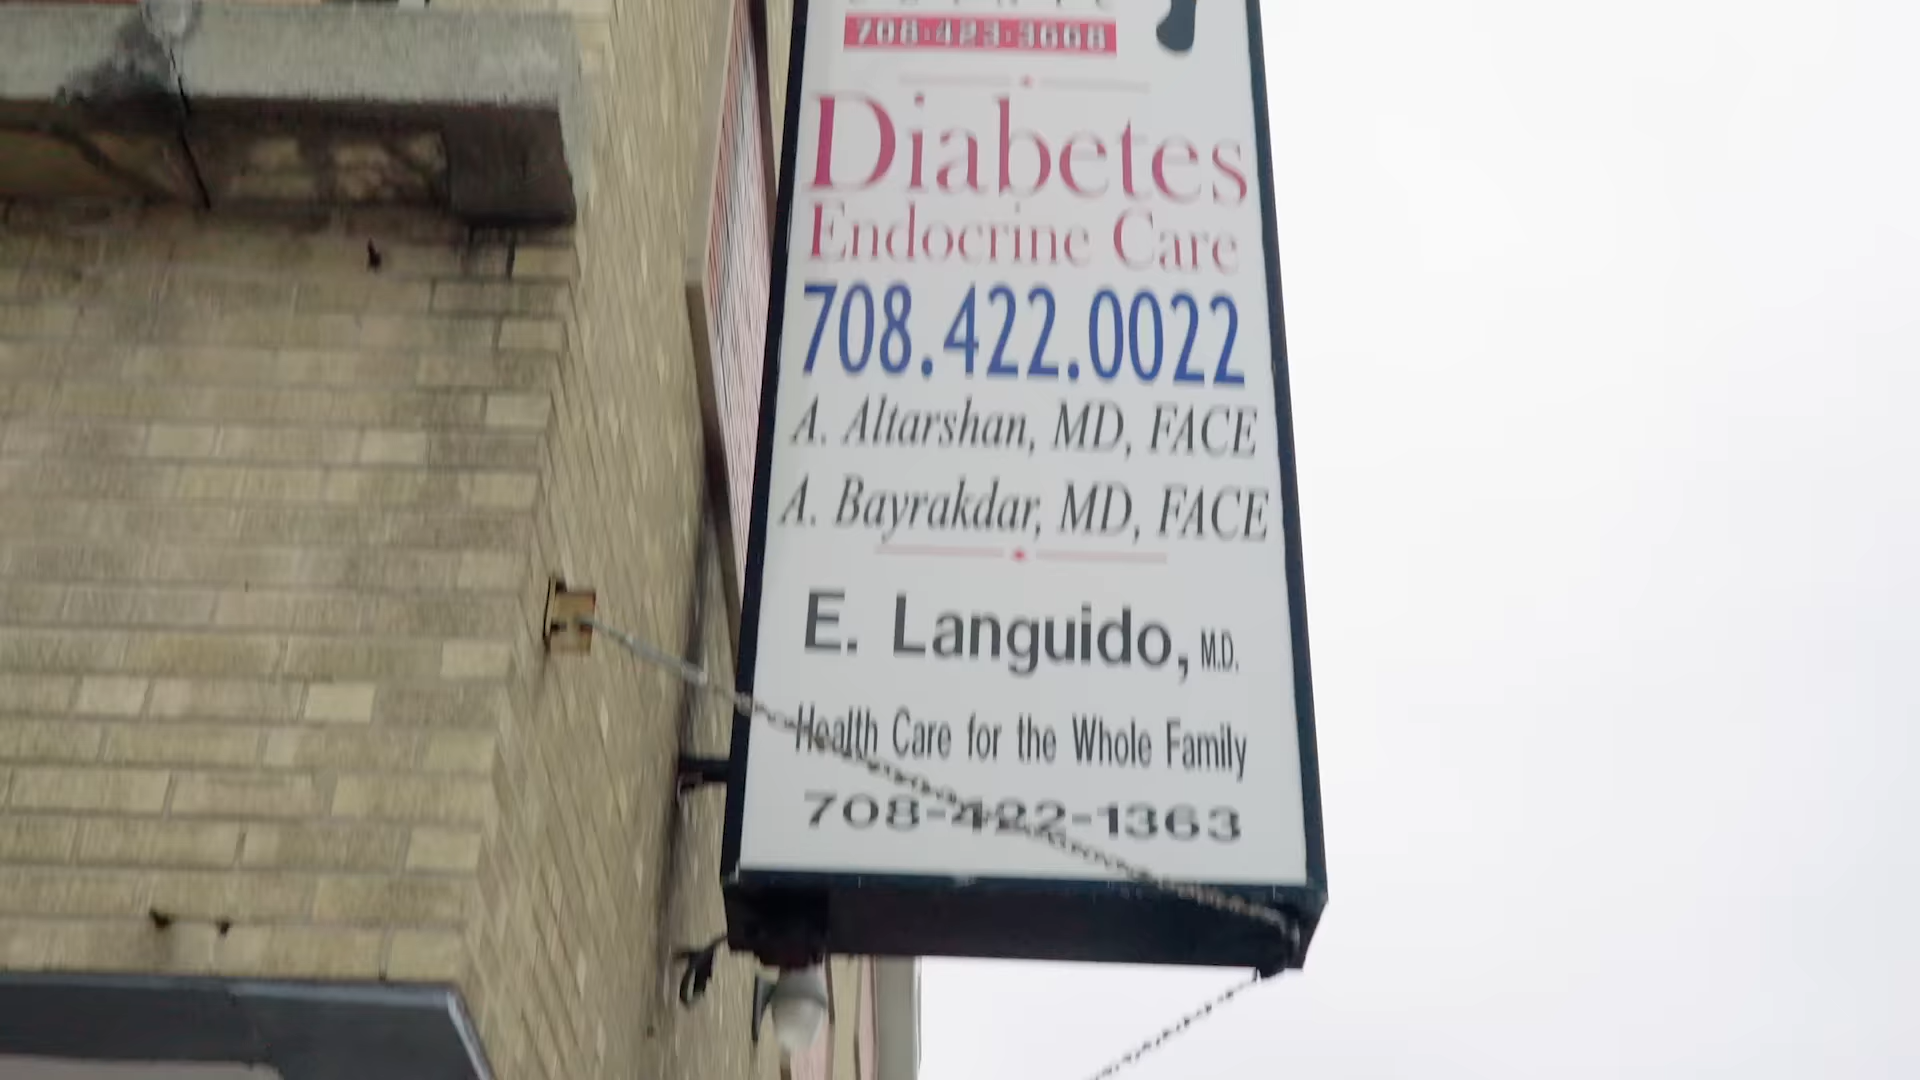 708-423-3668
Diabetes
Endocrine Care
708.422.0022
A. Altarshan, MD, FACE
A. Bayrakdar, MD, FACE
E. Languido, M.D.
Health Care for the Whole Family
708-422-1363